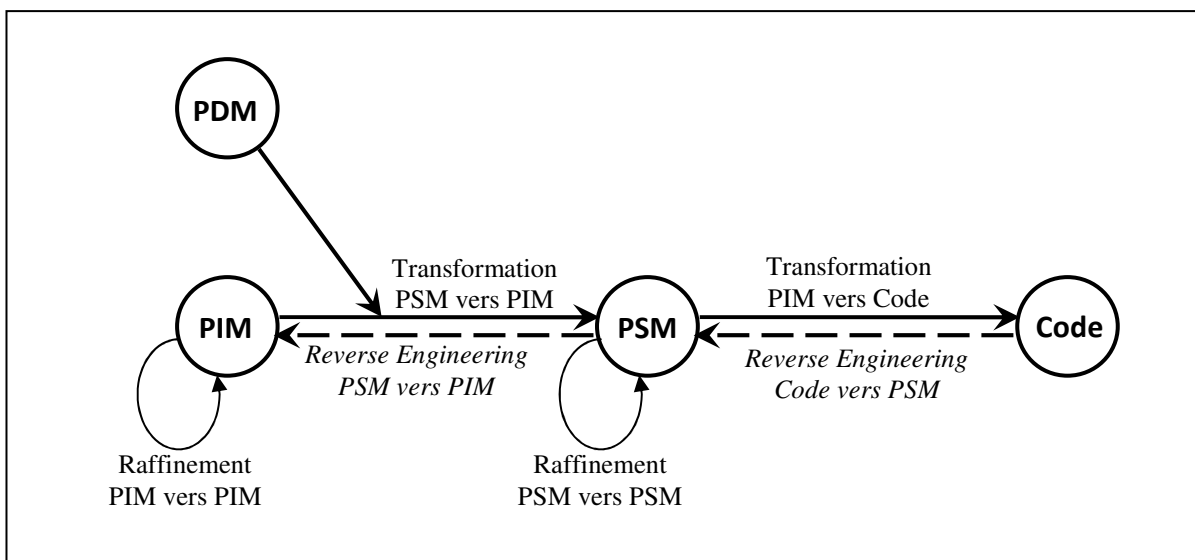 PDM
Transformation
PSM vers PIM
Transformation
PIM vers Code
PIM
PSM
Code
Reverse Engineering
PSM vers PIM
Reverse Engineering
Code vers PSM
Raffinement
PIM vers PIM
Raffinement
PSM vers PSM